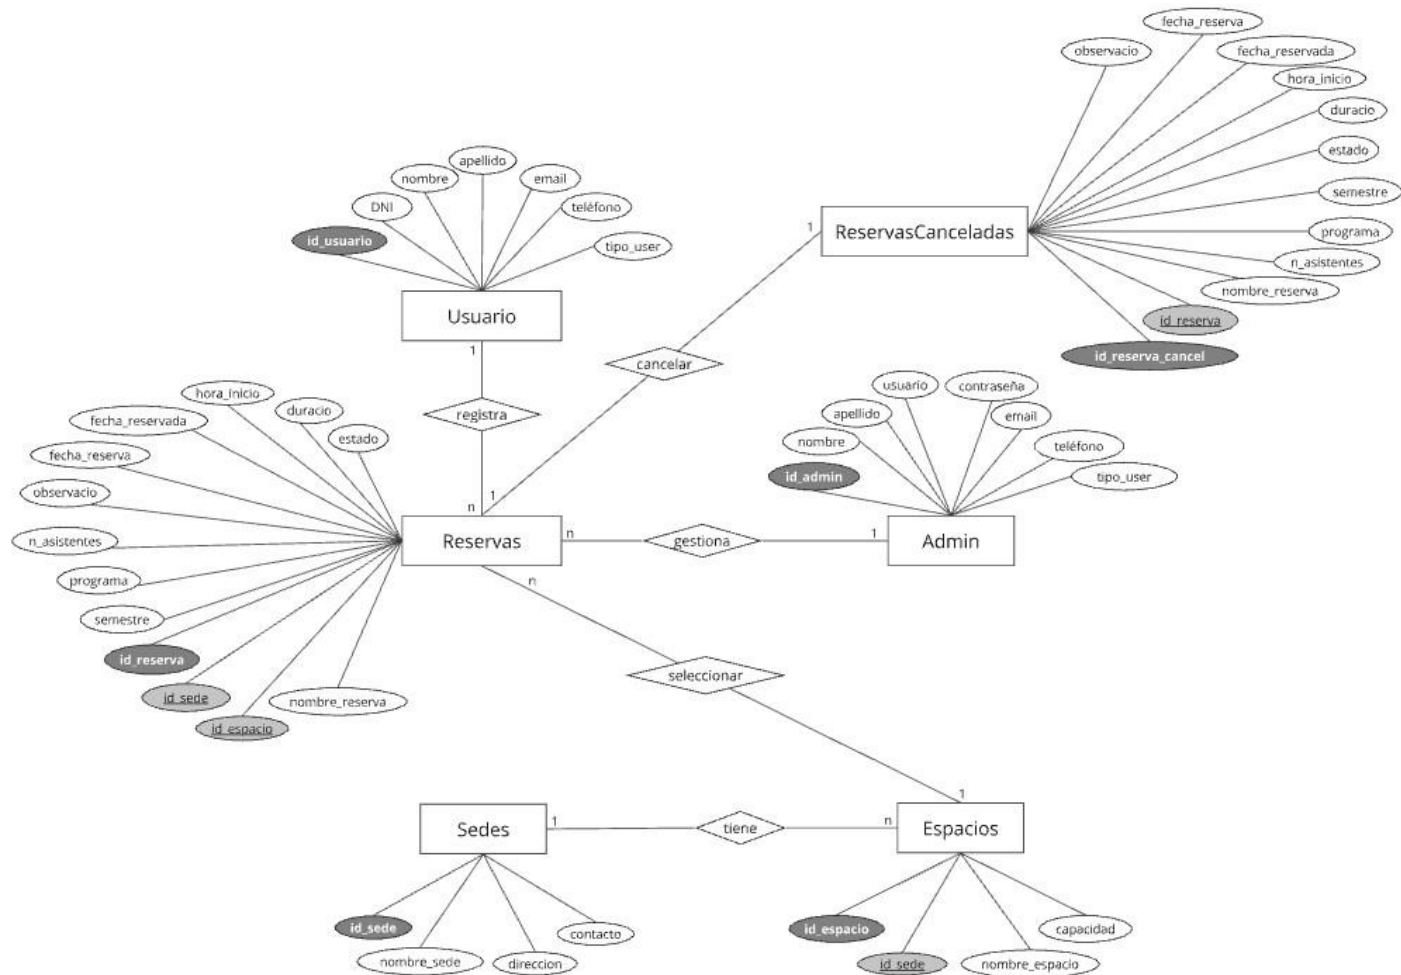 fecha_reserva
observacio
fecha_reservada
hora_inicio
duracio
estado
semestre
programa
n_asistentes
nombre_reserva
id_reserva
id_reserva_cancel
ReservasCanceladas
1
apellido
nombre
email
DNI
teléfono
id_usuario
tipo_user
Usuario
1
cancelar
registra
hora_inicio
duracio
fecha_reservada
estado
fecha_reserva
observacio
n_asistentes
programa
semestre
id_reserva
id_sede
id_espacio
nombre_reserva
n
1
Reservas
n
gestiona
1
Admin
usuario
contraseña
apellido
email
nombre
teléfono
id_admin
tipo_user
n
seleccionar
1
Sedes
1
tiene
n
Espacios
id_sede
nombre_sede
direccion
contacto
id_espacio
id_sede
nombre_espacio
capacidad